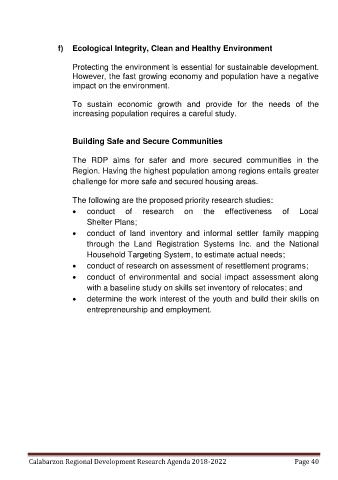 f) Ecological Integrity, Clean and Healthy Environment
Protecting the environment is essential for sustainable development.
However, the fast growing economy and population have a negative
impact on the environment.
To sustain economic growth and provide for the needs of the
increasing population requires a careful study.
Building Safe and Secure Communities
The RDP aims for safer and more secured communities in the
Region. Having the highest population among regions entails greater
challenge for more safe and secured housing areas.
The following are the proposed priority research studies:
• conduct of research on the effectiveness of Local
Shelter Plans;
• conduct of land inventory and informal settler family mapping
through the Land Registration Systems Inc. and the National
Household Targeting System, to estimate actual needs;
• conduct of research on assessment of resettlement programs;
• conduct of environmental and social impact assessment along
with a baseline study on skills set inventory of relocates; and
• determine the work interest of the youth and build their skills on
entrepreneurship and employment.
Calabarzon Regional Development Research Agenda 2018-2022 Page 40